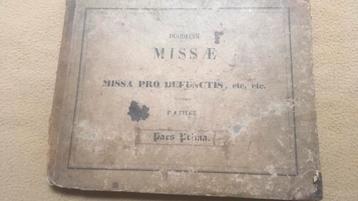 MISSÆ
MISSA PRO DEFUNCTIS, etc. etc.
Pars Prima.